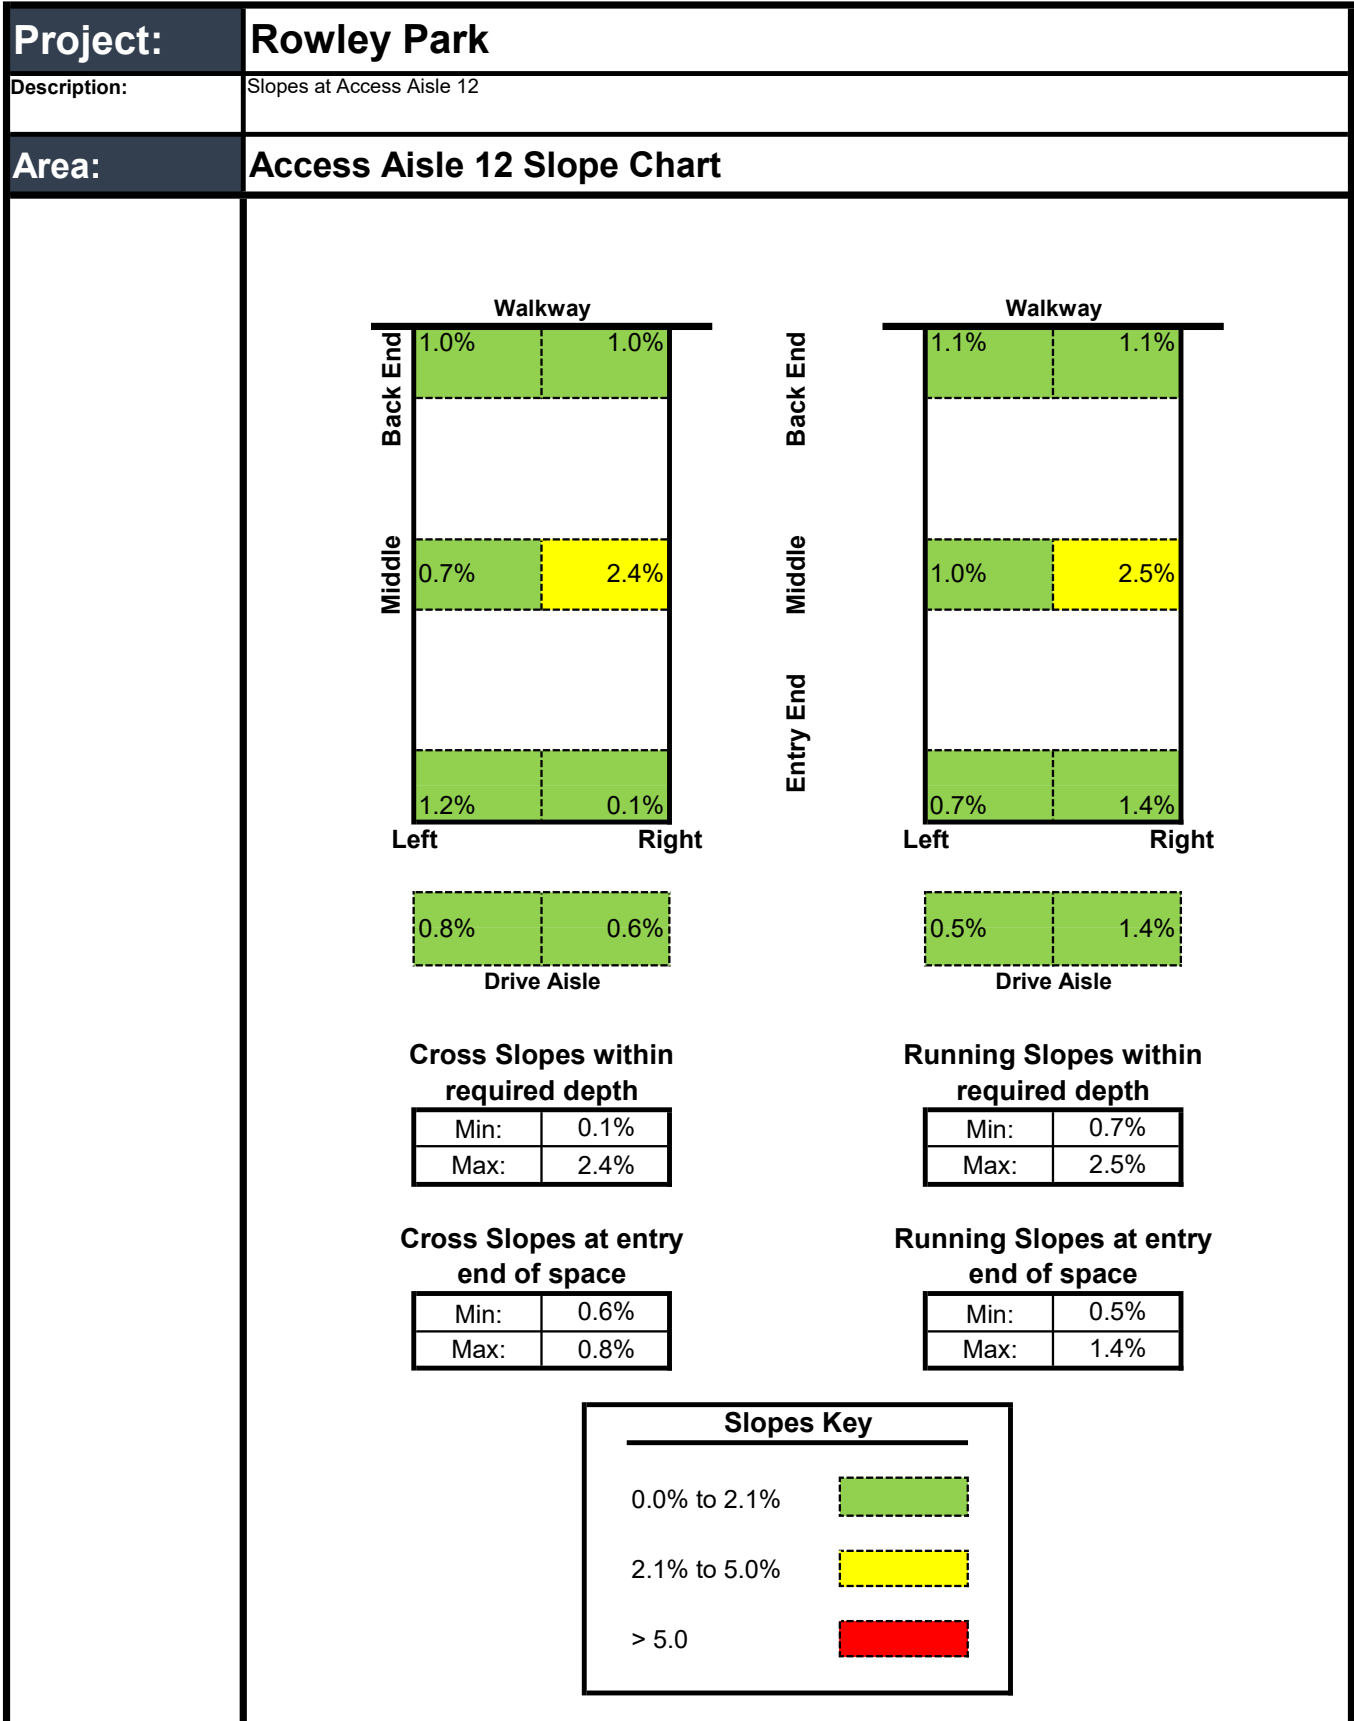 Project:
Rowley Park
Description:
Slopes at Access Aisle 12
Area:
Access Aisle 12 Slope Chart
Walkway
Walkway
Back End
1.0%
1.0%
Back End
1.1%
1.1%
Middle
0.7%
2.4%
Middle
1.0%
2.5%
Entry End
1.2%
0.1%
0.7%
1.4%
Left
Right
Left
Right
0.8%
0.6%
0.5%
1.4%
Drive Aisle
Drive Aisle
Cross Slopes within
required depth
Min:
0.1%
Max:
2.4%
Running Slopes within
required depth
Min:
0.7%
Max:
2.5%
Cross Slopes at entry
end of space
Min:
0.6%
Max:
0.8%
Running Slopes at entry
end of space
Min:
0.5%
Max:
1.4%
Slopes Key
0.0% to 2.1%
2.1% to 5.0%
> 5.0